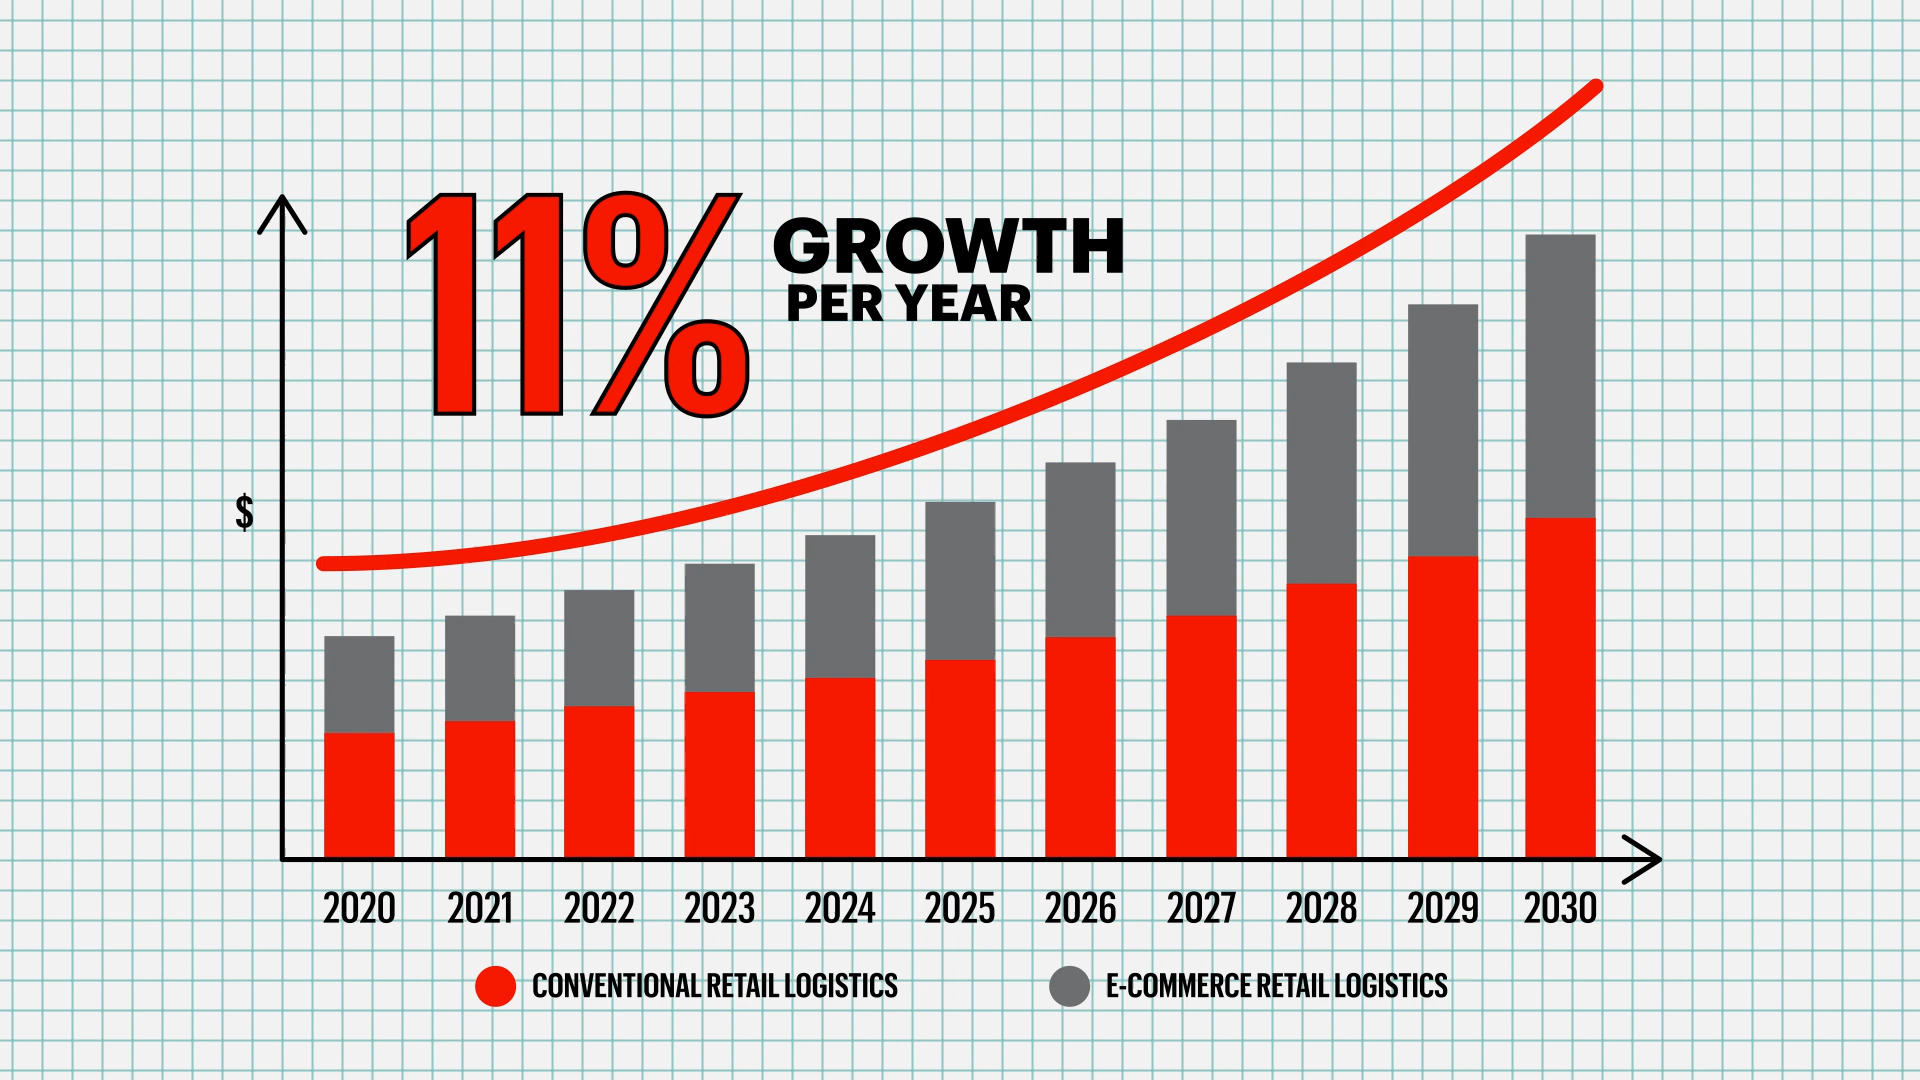 11%
GROWTH
PER YEAR
$
2020 2021 2022 2023 2024 2025 2026 2027 2028 2029 2030
CONVENTIONAL RETAIL LOGISTICS
E-COMMERCE RETAIL LOGISTICS